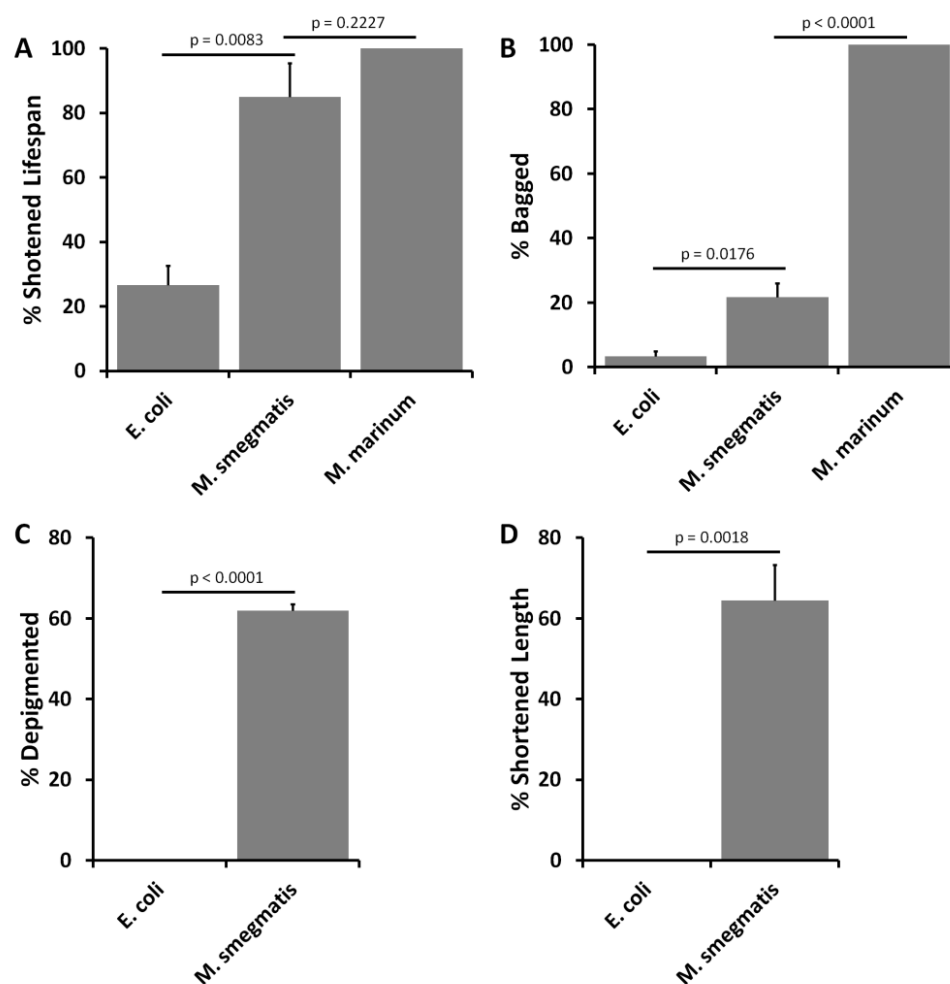 A
p = 0.0083
p = 0.2227
% Shotened Lifespan
100
80
60
40
20
0
E. coli
M. smegmatis
M. marinum
B
p < 0.0001
p = 0.0176
% Bagged
100
80
60
40
20
0
E. coli
M. smegmatis
M. marinum
C
p < 0.0001
% Depigmented
80
60
40
20
0
E. coli
M. smegmatis
D
p = 0.0018
% Shortened Length
80
60
40
20
0
E. coli
M. smegmatis